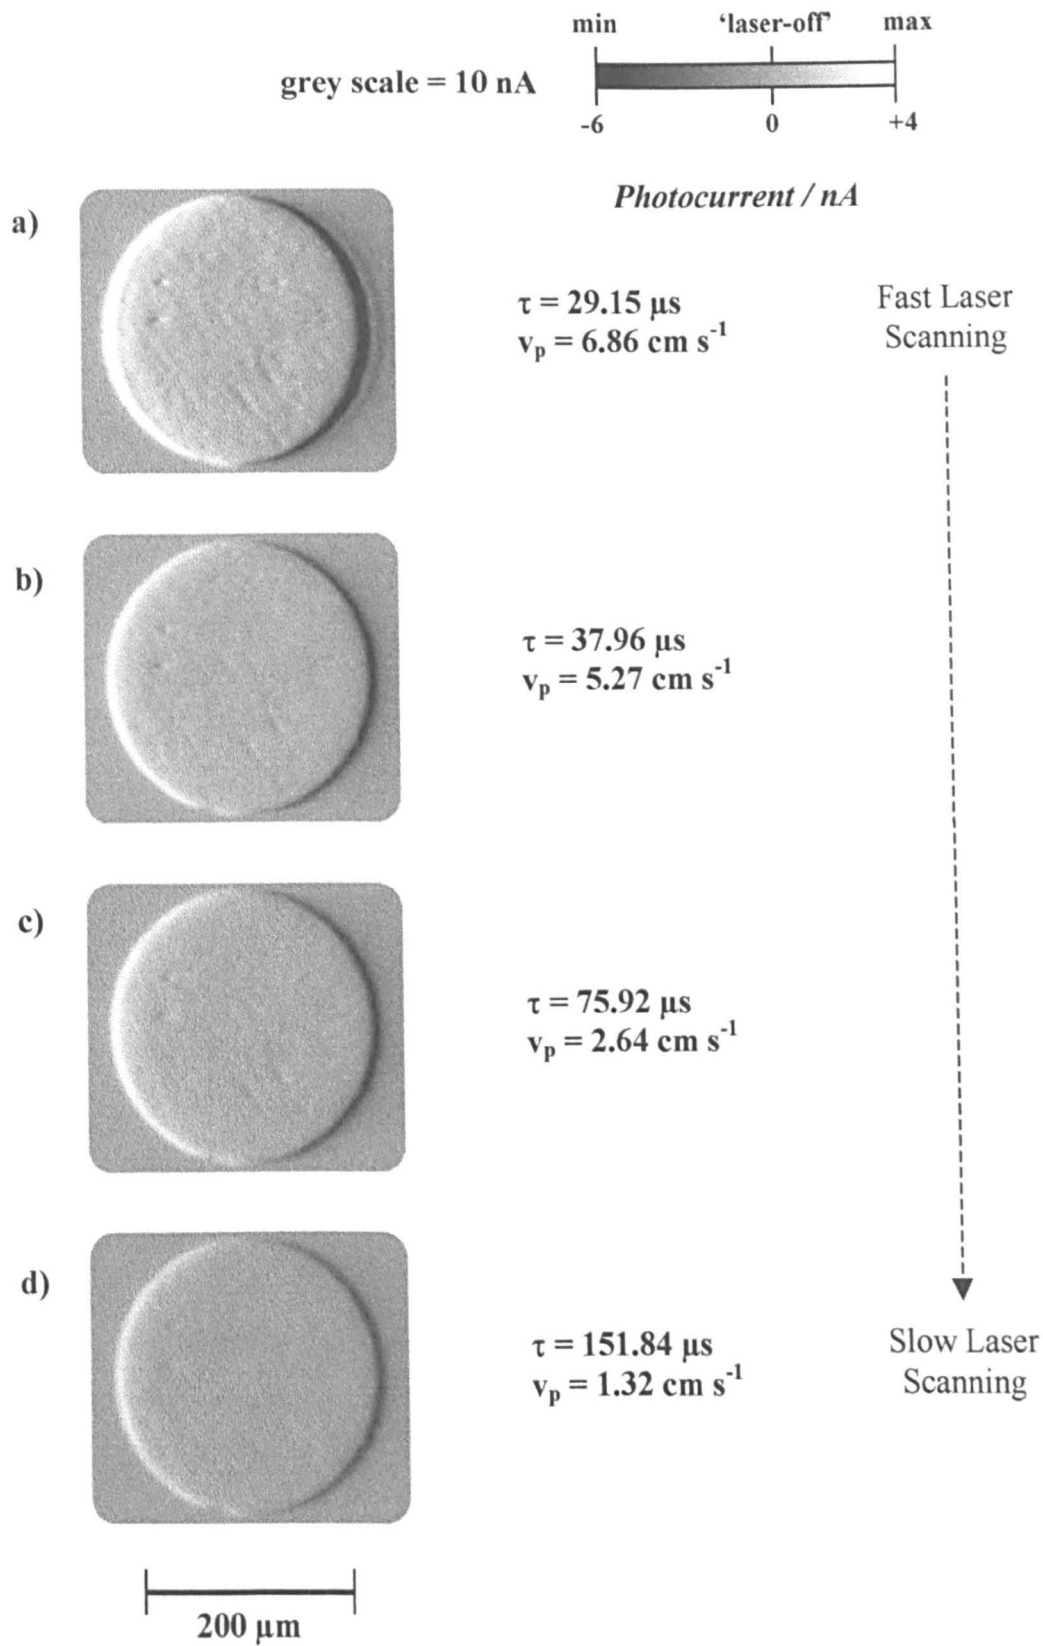 min 'laser-off' max
grey scale = 10 nA
-6 0 +4
Photocurrent / nA
a)
τ = 29.15 μs
vₚ = 6.86 cm s⁻¹
Fast Laser
Scanning
b)
τ = 37.96 μs
vₚ = 5.27 cm s⁻¹
c)
τ = 75.92 μs
vₚ = 2.64 cm s⁻¹
d)
τ = 151.84 μs
vₚ = 1.32 cm s⁻¹
Slow Laser
Scanning
200 μm